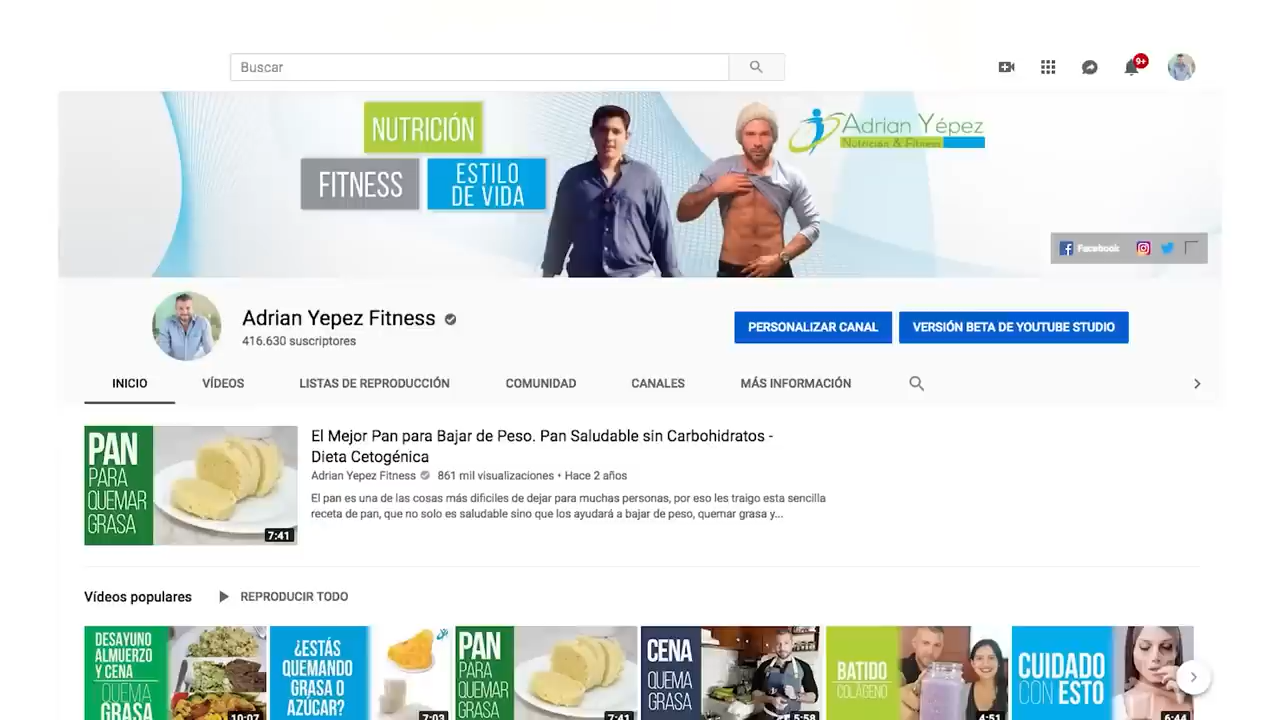 Buscar
9+
NUTRICIÓN
FITNESS
ESTILO
DE VIDA
Adrian Yépez
Nutrición & Fitness
Facebook
Adrian Yepez Fitness
416.630 suscriptores
PERSONALIZAR CANAL
VERSIÓN BETA DE YOUTUBE STUDIO
INICIO
VÍDEOS
LISTAS DE REPRODUCCIÓN
COMUNIDAD
CANALES
MÁS INFORMACIÓN
PAN
PARA
QUEMAR
GRASA
7:41
El Mejor Pan para Bajar de Peso. Pan Saludable sin Carbohidratos -
Dieta Cetogénica
Adrian Yepez Fitness 861 mil visualizaciones • Hace 2 años
El pan es una de las cosas más dificiles de dejar para muchas personas, por eso les traigo esta sencilla
receta de pan, que no solo es saludable sino que los ayudará a bajar de peso, quemar grasa y...
Vídeos populares
REPRODUCIR TODO
DESAYUNO
ALMUERZO
Y CENA
QUEMA
GRASA
10:07
¿ESTÁS
QUEMANDO
GRASA O
AZÚCAR?
7:03
PAN
PARA
QUEMAR
GRASA
7:41
CENA
QUEMA
GRASA
5:58
BATIDO
COLÁGENO
4:51
CUIDADO
CON ESTO
6:44